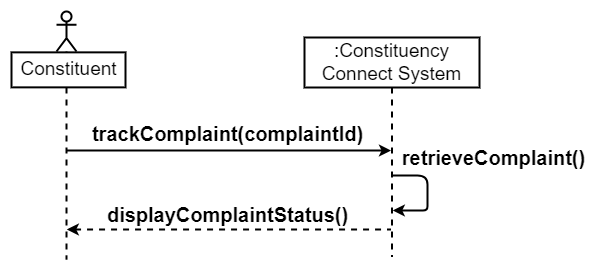 Constituent
:Constituency
Connect System
trackComplaint(complaintId)
retrieveComplaint()
displayComplaintStatus()